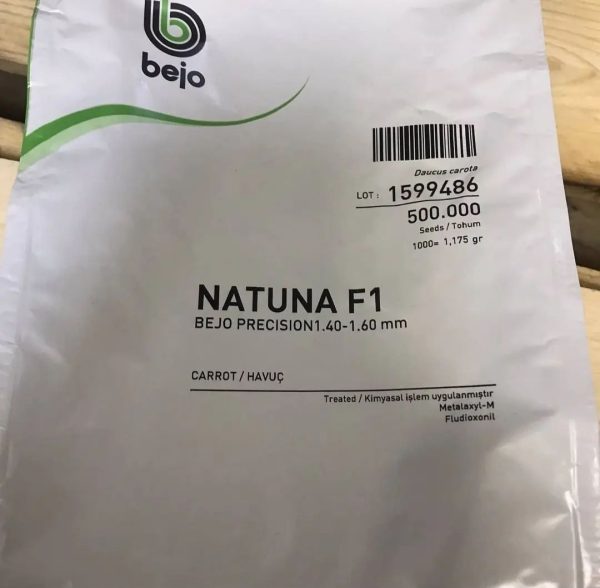 bejo
Daucus carota
LOT : 1599486
500.000
Seeds / Tohum
1000= 1,175 gr
NATUNA F1
BEJO PRECISION1.40-1.60 mm
CARROT / HAVUÇ
Treated / Kimyasal işlem uygulanmıştır
Metalaxyl-M
Fludioxonil